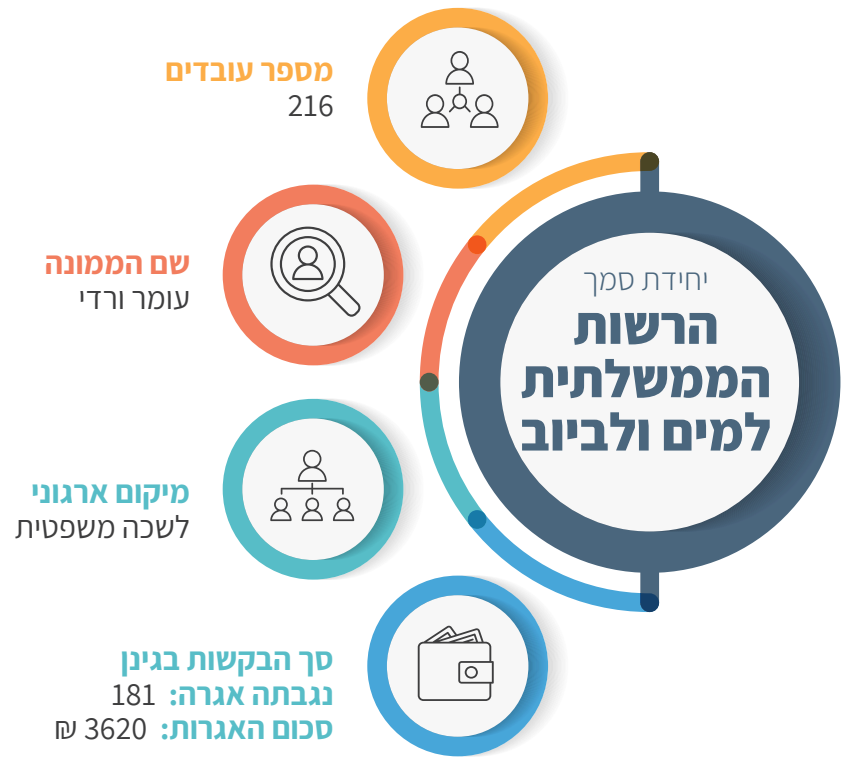 יחידת סמך
הרשות
הממשלתית
למים ולביוב
מספר עובדים
216
שם הממונה
עומר ורדי
מיקום ארגוני
לשכה משפטית
סך הבקשות בגינן
נגבתה אגרה: 181
סכום האגרות: 3620 ₪